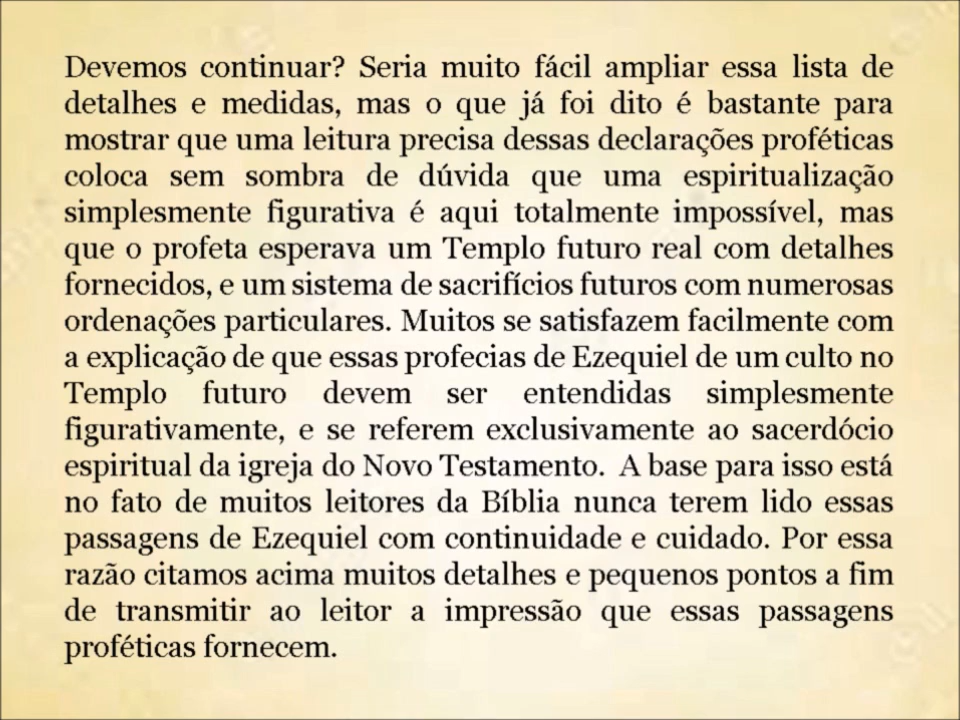 Devemos continuar? Seria muito fácil ampliar essa lista de
detalhes e medidas, mas o que já foi dito é bastante para
mostrar que uma leitura precisa dessas declarações proféticas
coloca sem sombra de dúvida que uma espiritualização
simplesmente figurativa é aqui totalmente impossível, mas
que o profeta esperava um Templo futuro real com detalhes
fornecidos, e um sistema de sacrifícios futuros com numerosas
ordenações particulares. Muitos se satisfazem facilmente com
a explicação de que essas profecias de Ezequiel de um culto no
Templo futuro devem ser entendidas simplesmente
figurativamente, e se referem exclusivamente ao sacerdócio
espiritual da igreja do Novo Testamento. A base para isso está
no fato de muitos leitores da Bíblia nunca terem lido essas
passagens de Ezequiel com continuidade e cuidado. Por essa
razão citamos acima muitos detalhes e pequenos pontos a fim
de transmitir ao leitor a impressão que essas passagens
proféticas fornecem.